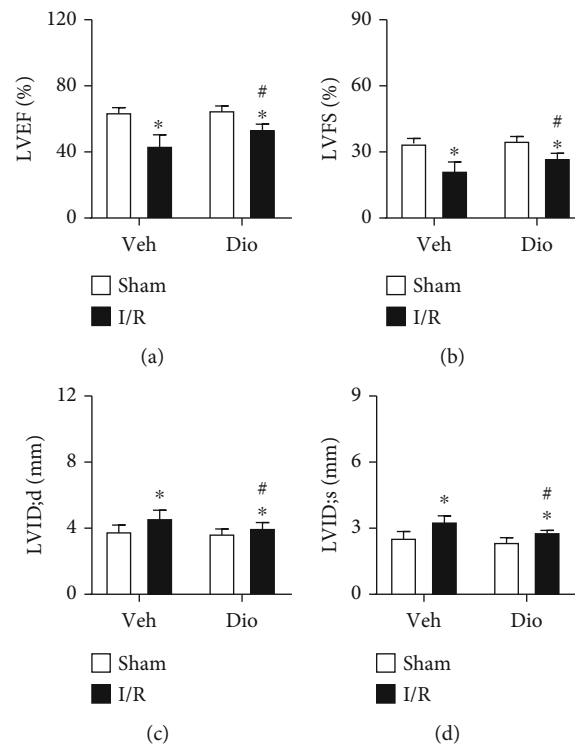 120
80
40
0
LVEF (%)
*
#
*
Veh
Dio
Sham
I/R
(a)
90
60
30
0
LVFS (%)
*
#
*
Veh
Dio
Sham
I/R
(b)
12
8
4
0
LVID;d (mm)
*
#
*
Veh
Dio
Sham
I/R
(c)
9
6
3
0
LVID;s (mm)
*
#
*
Veh
Dio
Sham
I/R
(d)